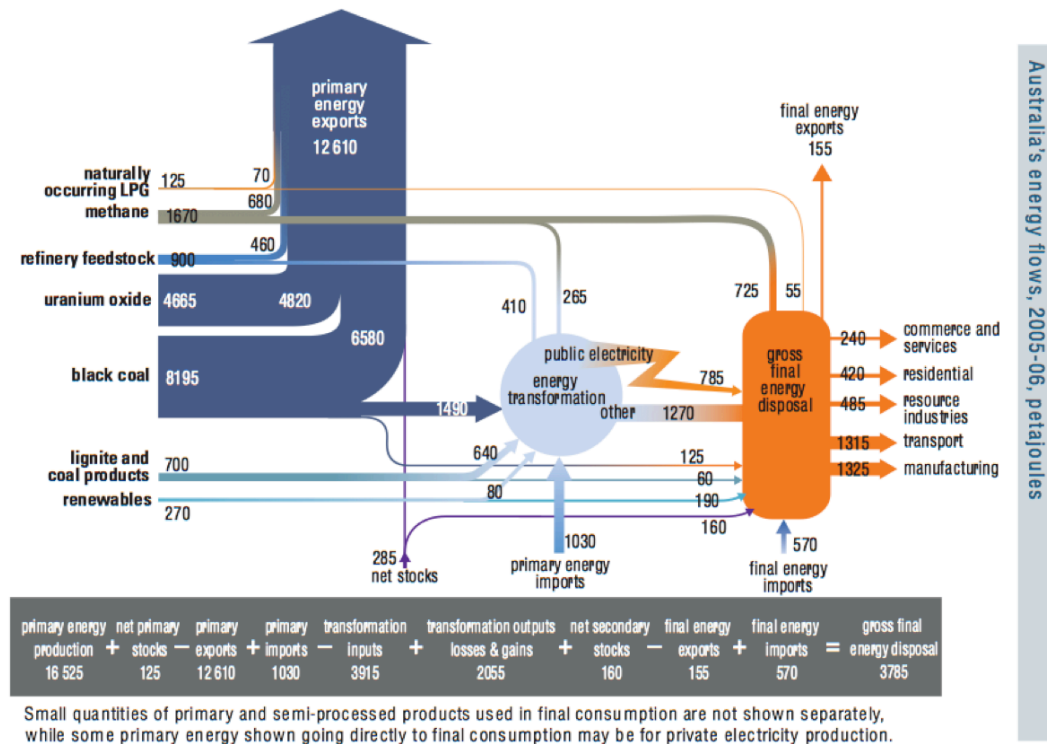 primary
energy
exports
12 610
final energy
exports
155
naturally
occurring LPG
125
70
methane
1670
680
refinery feedstock
900
460
uranium oxide
4665
4820
black coal
8195
6580
410
265
725
55
public electricity
energy
transformation
other
785
1270
1490
gross
final
energy
disposal
240
commerce and
services
420
residential
485
resource
industries
1315
transport
1325
manufacturing
lignite and
coal products
700
640
renewables
270
80
125
60
190
160
285
net stocks
1030
primary energy
imports
570
final energy
imports
primary energy net primary primary primary transformation transformation outputs net secondary final energy final energy gross final
production + stocks − exports + imports − inputs + losses & gains + stocks − exports + imports = energy disposal
16 525 125 12 610 1030 3915 2055 160 155 570 3785
Small quantities of primary and semi-processed products used in final consumption are not shown separately,
while some primary energy shown going directly to final consumption may be for private electricity production.
Australia's energy flows, 2005-06, petajoules